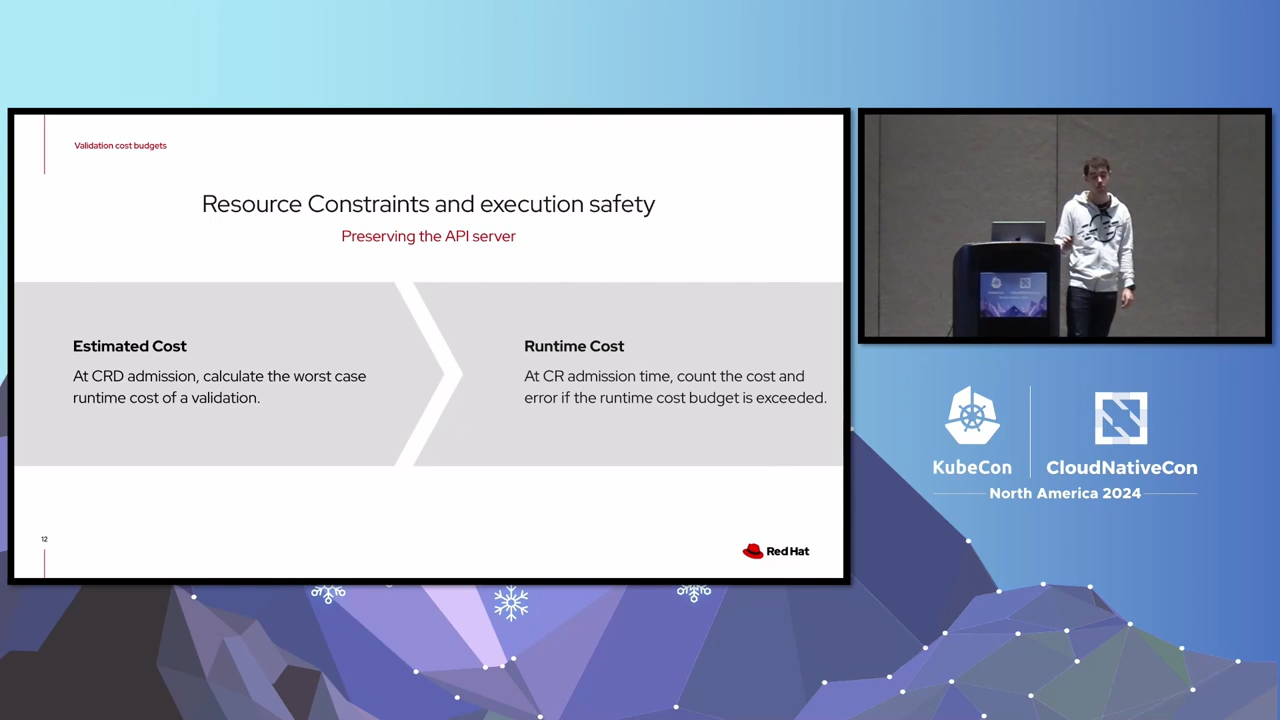 Validation cost budgets
Resource Constraints and execution safety
Preserving the API server
Estimated Cost
At CRD admission, calculate the worst case
runtime cost of a validation.
Runtime Cost
At CR admission time, count the cost and
error if the runtime cost budget is exceeded.
12
Red Hat
KubeCon
CloudNativeCon
North America 2024